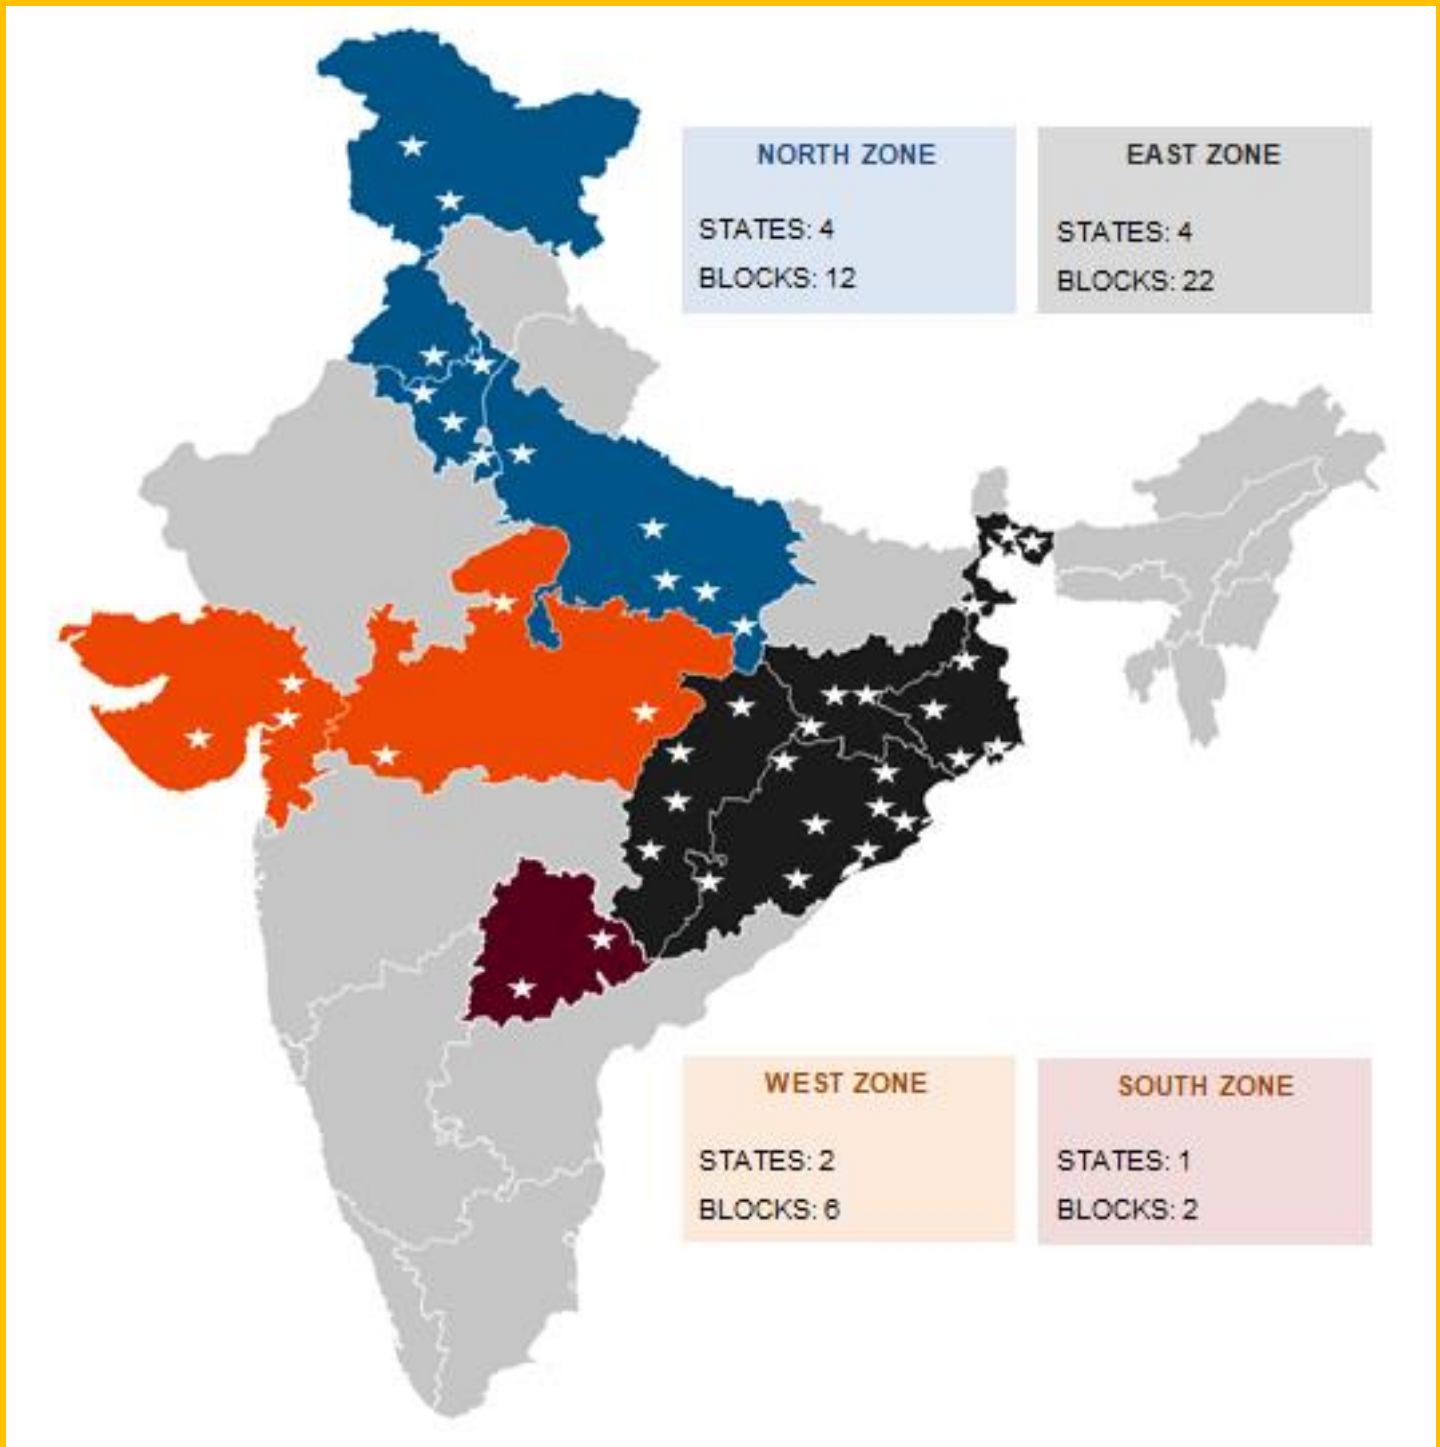 NORTH ZONE
STATES: 4
BLOCKS: 12
EAST ZONE
STATES: 4
BLOCKS: 22
WEST ZONE
STATES: 2
BLOCKS: 6
SOUTH ZONE
STATES: 1
BLOCKS: 2